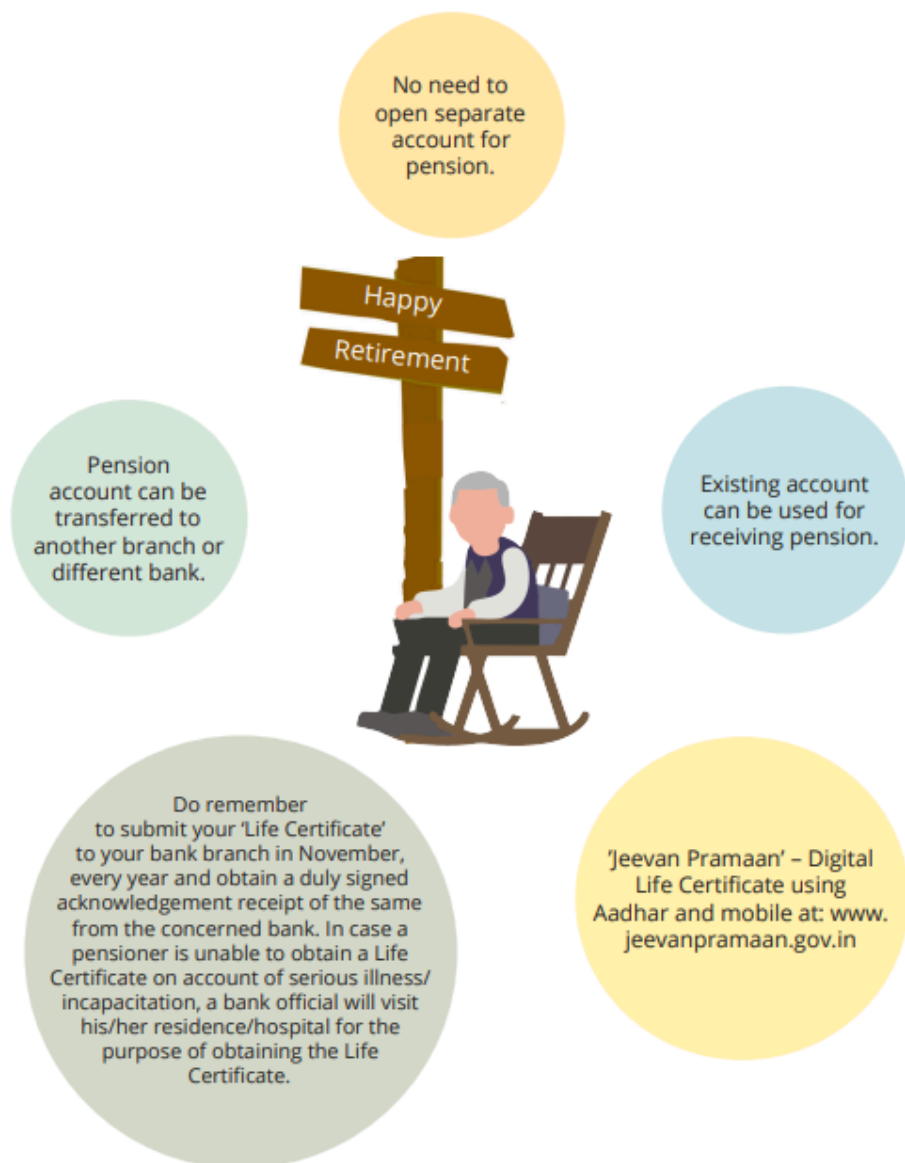 No need to
open separate
account for
pension.
Happy
Retirement
Pension
account can be
transferred to
another branch or
different bank.
Existing account
can be used for
receiving pension.
Do remember
to submit your ‘Life Certificate’
to your bank branch in November,
every year and obtain a duly signed
acknowledgement receipt of the same
from the concerned bank. In case a
pensioner is unable to obtain a Life
Certificate on account of serious illness/
incapacitation, a bank official will visit
his/her residence/hospital for the
purpose of obtaining the Life
Certificate.
‘Jeevan Pramaan’ – Digital
Life Certificate using
Aadhar and mobile at: www.
jeevanpramaan.gov.in